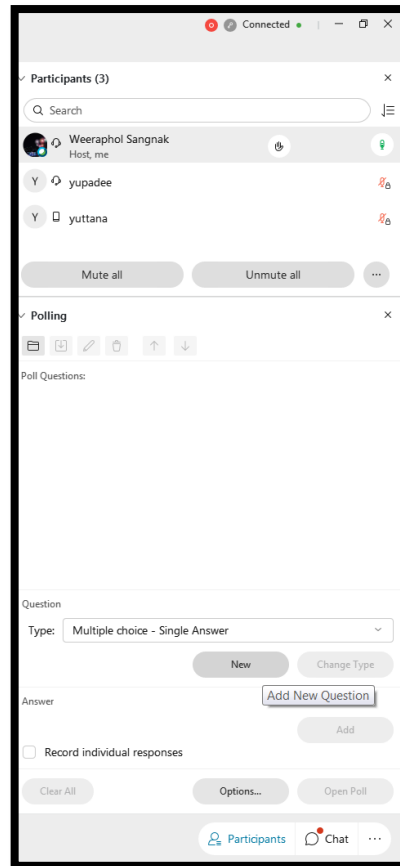 Connected
Participants (3)
Search
Weeraphol Sangnak
Host, me
Y yupadee
Y yuttana
Mute all Unmute all ...
Polling
Poll Questions:
Question
Type: Multiple choice - Single Answer
New Change Type
Add New Question
Answer
Add
Record individual responses
Clear All Options... Open Poll
Participants Chat ...